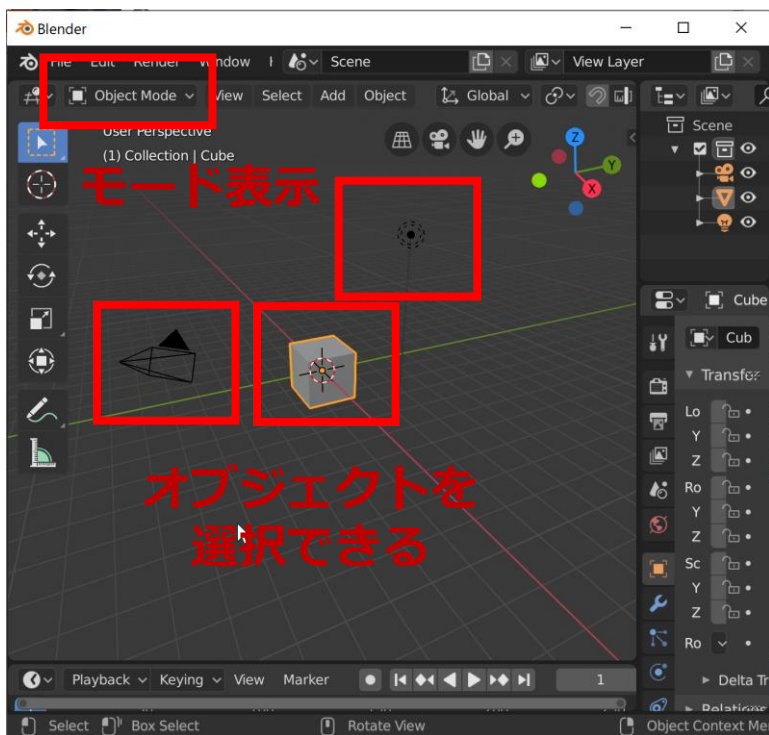 Blender
File Edit Render Window Scene View Layer
Object Mode View Select Add Object Global
User Perspective
(1) Collection | Cube
Z
Y
X
モード表示
オブジェクトを
選択できる
Scene
Cube
Cub
Transfor
Lo
Y
Z
Ro
Y
Z
Sc
Y
Z
Ro
Delta Tr
Relations
Playback Keying View Marker 1
Select Box Select Rotate View Object Context Me